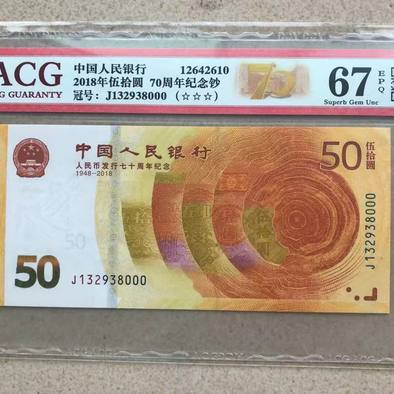 ACG
中国人民银行 12642610
2018年伍拾圆 70周年纪念钞
冠号：J132938000 (☆☆☆)
NG GUARANTY
70
67 EPQ
Superb Gem Unc
中国人民银行
人民币发行七十周年纪念
1948-2018
50 伍拾圆
50
J132938000
J132938000